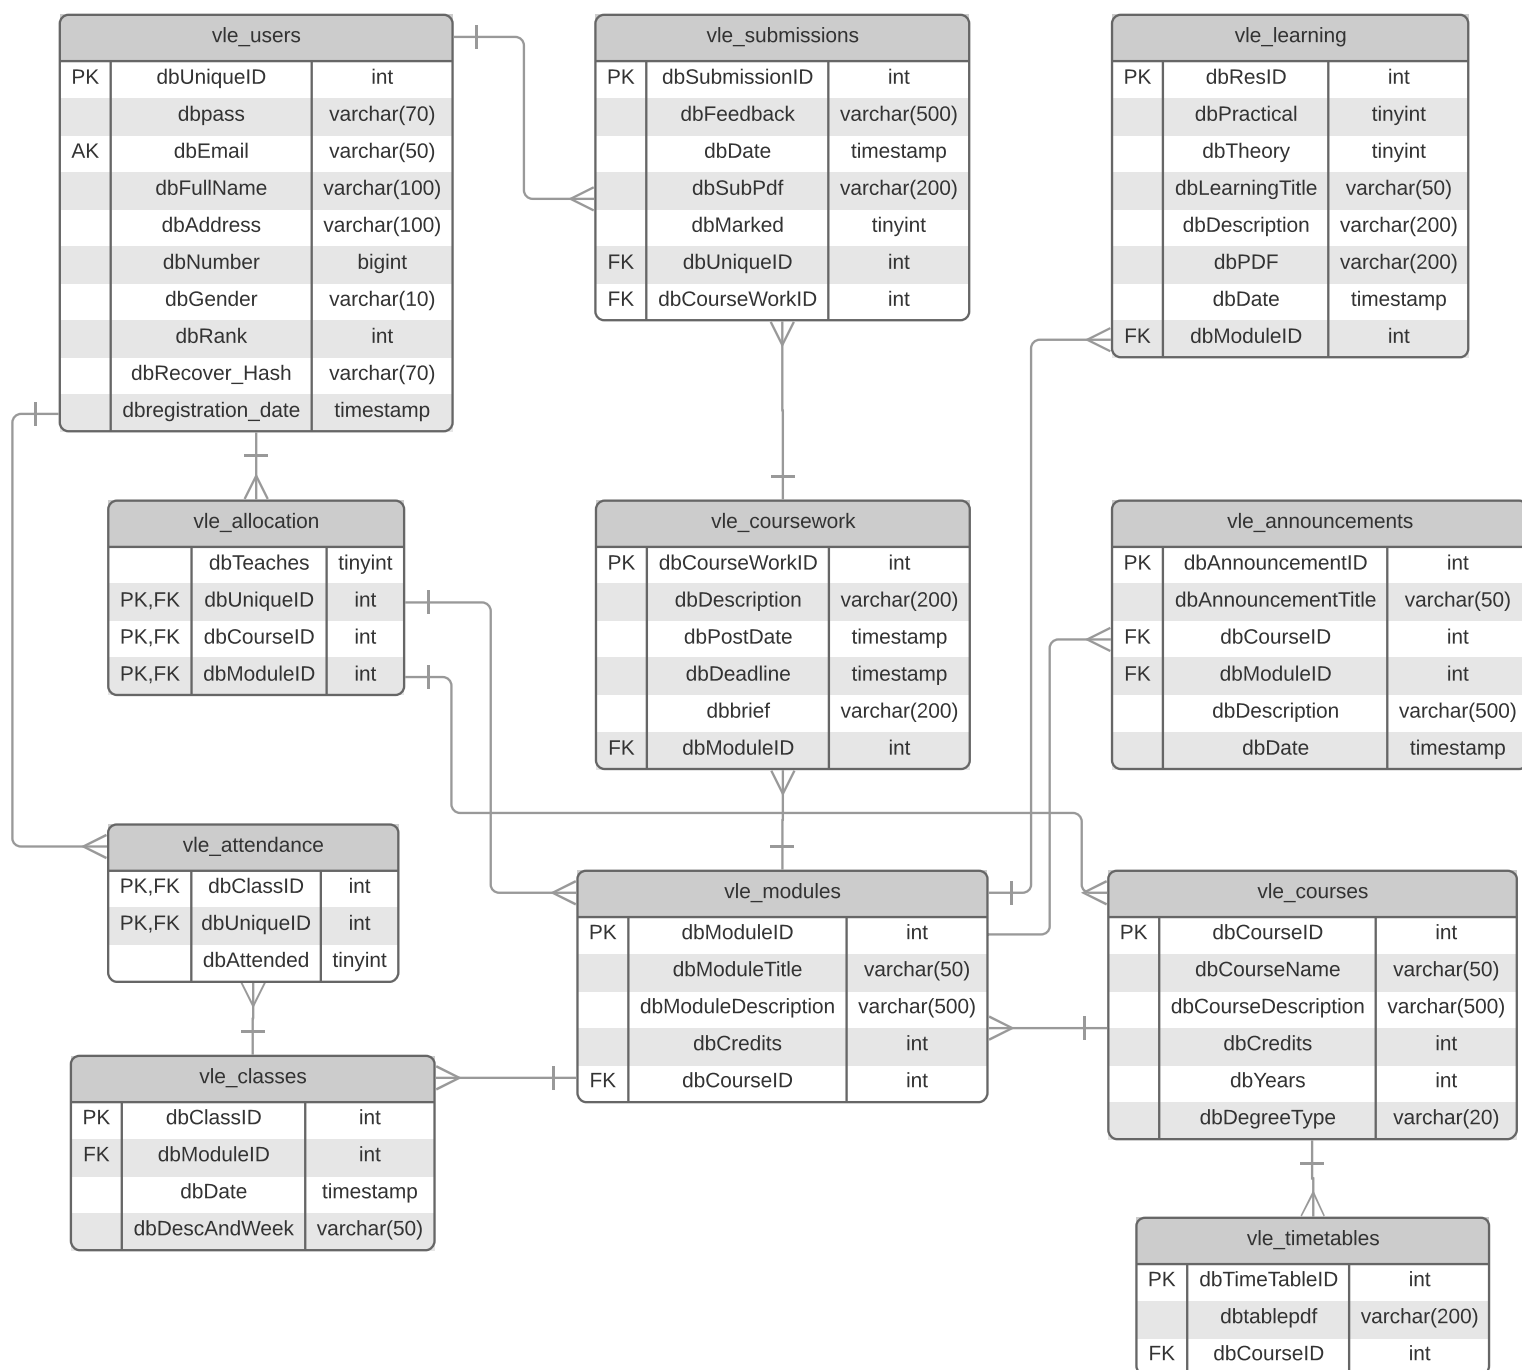 vle_users
PK dbUniqueID int
dbpass varchar(70)
AK dbEmail varchar(50)
dbFullName varchar(100)
dbAddress varchar(100)
dbNumber bigint
dbGender varchar(10)
dbRank int
dbRecover_Hash varchar(70)
dbregistration_date timestamp
vle_submissions
PK dbSubmissionID int
dbFeedback varchar(500)
dbDate timestamp
dbSubPdf varchar(200)
dbMarked tinyint
FK dbUniqueID int
FK dbCourseWorkID int
vle_learning
PK dbResID int
dbPractical tinyint
dbTheory tinyint
dbLearningTitle varchar(50)
dbDescription varchar(200)
dbPDF varchar(200)
dbDate timestamp
FK dbModuleID int
vle_allocation
dbTeaches tinyint
PK,FK dbUniqueID int
PK,FK dbCourseID int
PK,FK dbModuleID int
vle_coursework
PK dbCourseWorkID int
dbDescription varchar(200)
dbPostDate timestamp
dbDeadline timestamp
dbbrief varchar(200)
FK dbModuleID int
vle_announcements
PK dbAnnouncementID int
dbAnnouncementTitle varchar(50)
FK dbCourseID int
FK dbModuleID int
dbDescription varchar(500)
dbDate timestamp
vle_attendance
PK,FK dbClassID int
PK,FK dbUniqueID int
dbAttended tinyint
vle_modules
PK dbModuleID int
dbModuleTitle varchar(50)
dbModuleDescription varchar(500)
dbCredits int
FK dbCourseID int
vle_courses
PK dbCourseID int
dbCourseName varchar(50)
dbCourseDescription varchar(500)
dbCredits int
dbYears int
dbDegreeType varchar(20)
vle_classes
PK dbClassID int
FK dbModuleID int
dbDate timestamp
dbDescAndWeek varchar(50)
vle_timetables
PK dbTimeTableID int
dbtablepdf varchar(200)
FK dbCourseID int